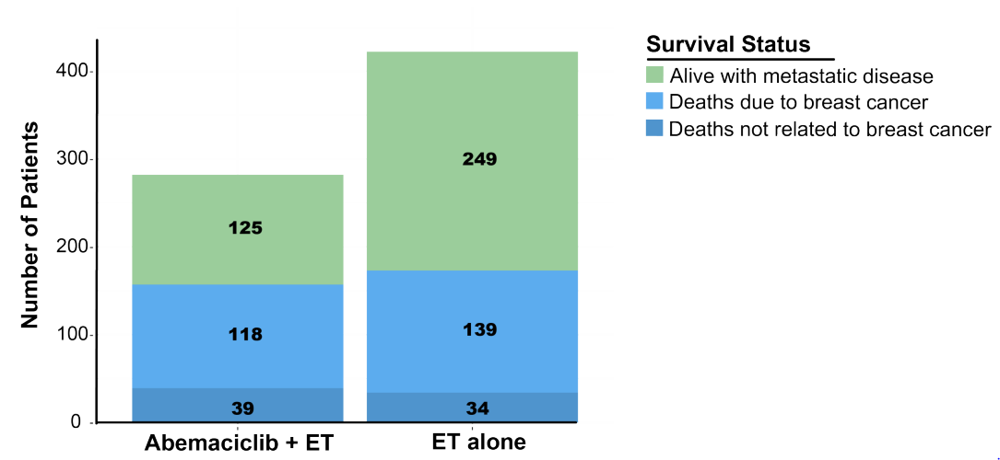 Survival Status
Alive with metastatic disease
Deaths due to breast cancer
Deaths not related to breast cancer
Number of Patients
400
300
200
100
0
125
118
39
249
139
34
Abemaciclib + ET
ET alone